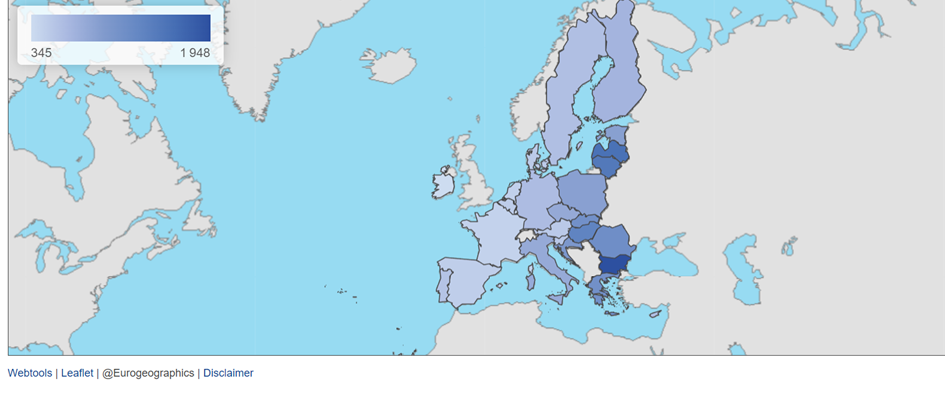 345 1 948
Webtools | Leaflet | @Eurogeographics | Disclaimer